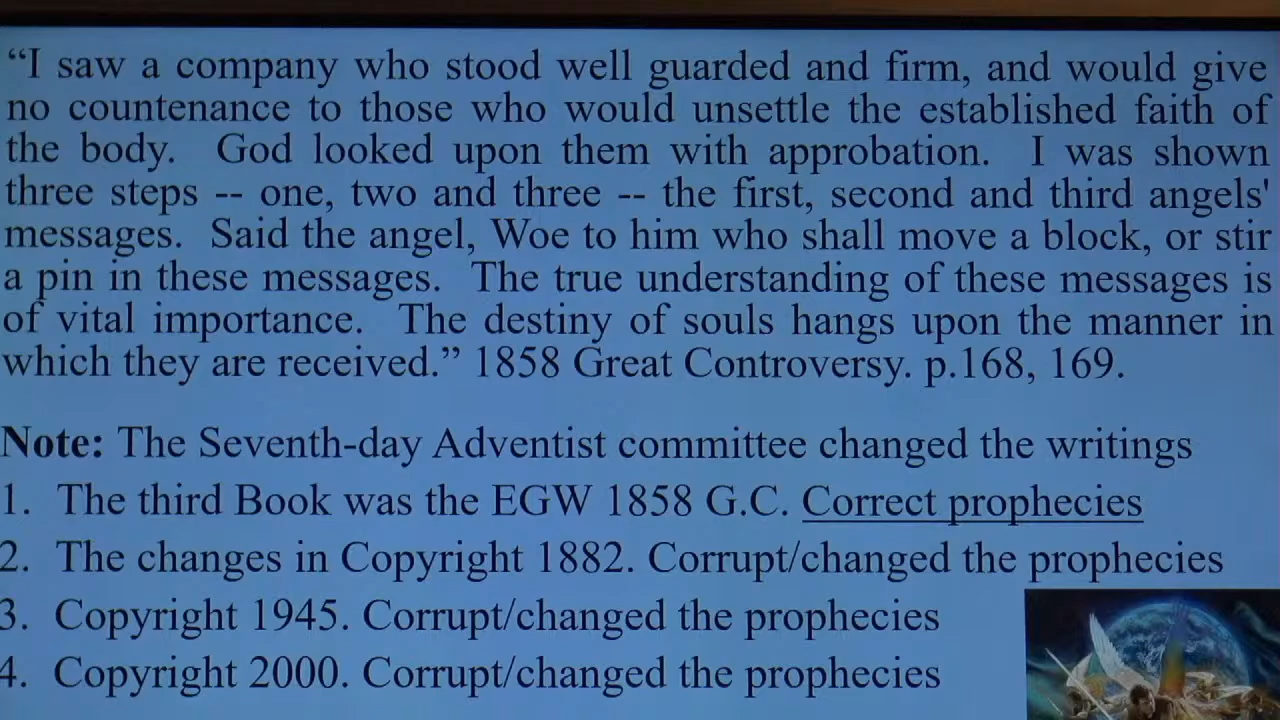 “I saw a company who stood well guarded and firm, and would give
no countenance to those who would unsettle the established faith of
the body. God looked upon them with approbation. I was shown
three steps -- one, two and three -- the first, second and third angels'
messages. Said the angel, Woe to him who shall move a block, or stir
a pin in these messages. The true understanding of these messages is
of vital importance. The destiny of souls hangs upon the manner in
which they are received.” 1858 Great Controversy. p.168, 169.
Note: The Seventh-day Adventist committee changed the writings
1. The third Book was the EGW 1858 G.C. Correct prophecies
2. The changes in Copyright 1882. Corrupt/changed the prophecies
3. Copyright 1945. Corrupt/changed the prophecies
4. Copyright 2000. Corrupt/changed the prophecies